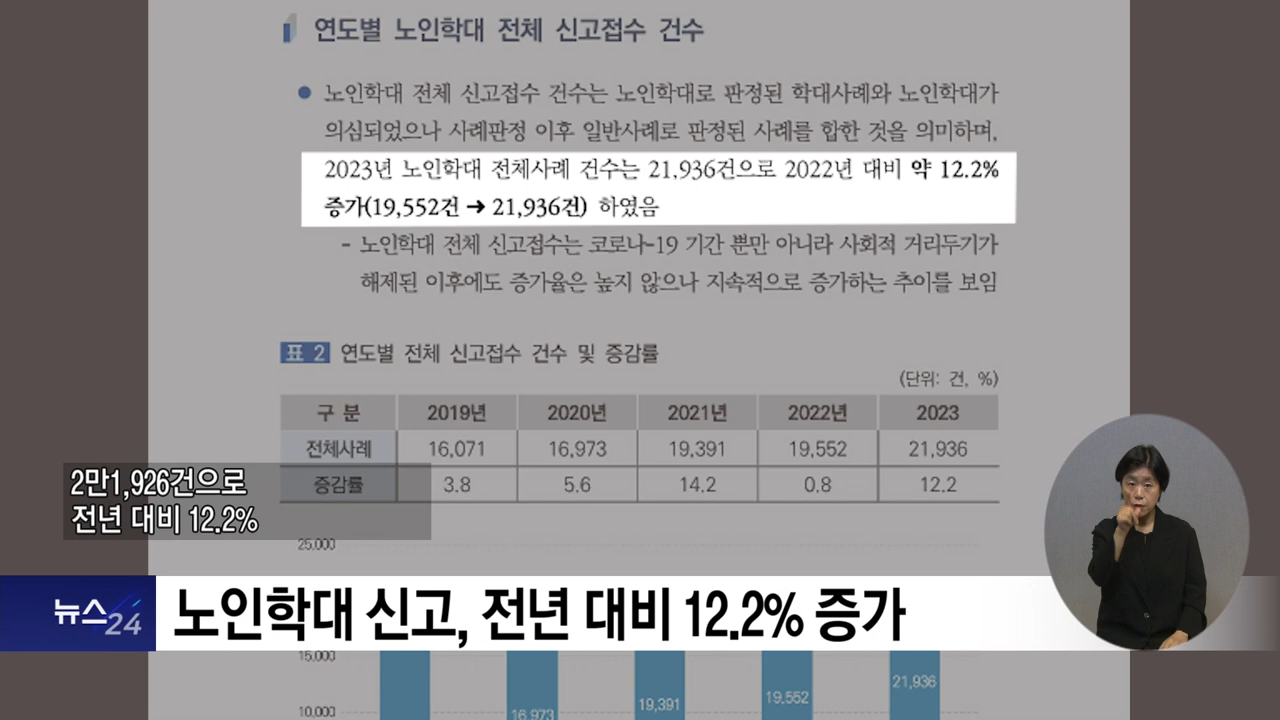 연도별 노인학대 전체 신고접수 건수
노인학대 전체 신고접수 건수는 노인학대로 판정된 학대사례와 노인학대가
의심되었으나 사례판정 이후 일반사례로 판정된 사례를 합한 것을 의미하며,
2023년 노인학대 전체사례 건수는 21,936건으로 2022년 대비 약 12.2%
증가(19,552건 ➜ 21,936건) 하였음
- 노인학대 전체 신고접수는 코로나-19 기간 뿐만 아니라 사회적 거리두기가
해제된 이후에도 증가율은 높지 않으나 지속적으로 증가하는 추이를 보임
표 2 연도별 전체 신고접수 건수 및 증감률
(단위: 건, %)
구 분 2019년 2020년 2021년 2022년 2023
전체사례 16,071 16,973 19,391 19,552 21,936
증감률 3.8 5.6 14.2 0.8 12.2
2만1,926건으로
전년 대비 12.2%
25,000
뉴스24
노인학대 신고, 전년 대비 12.2% 증가
15,000
10,000
16,973
19,391
19,552
21,936